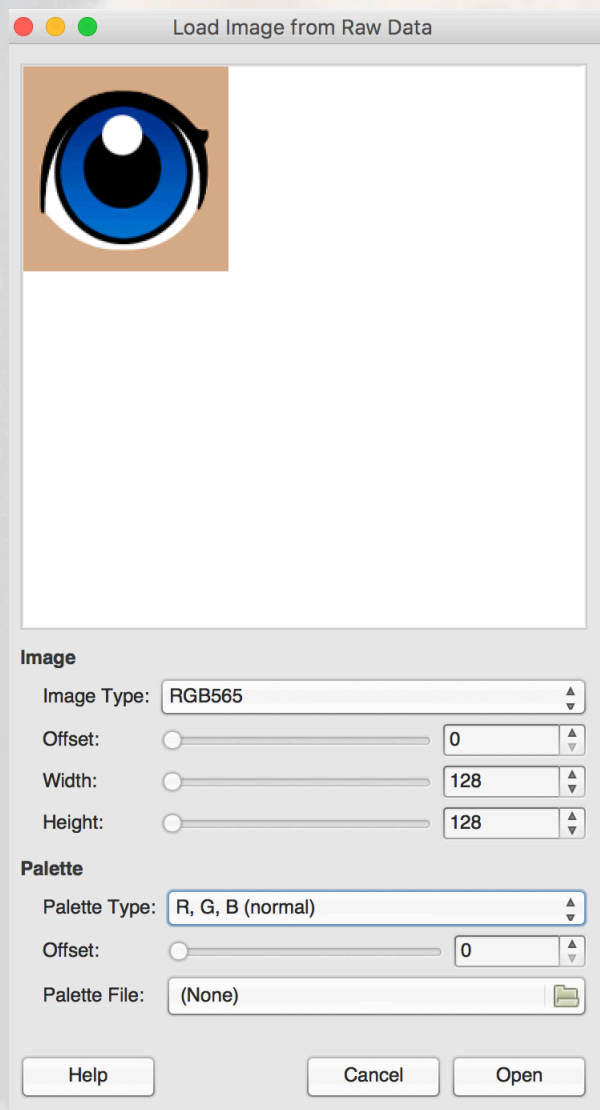 Load Image from Raw Data
Image
Image Type: RGB565
Offset: 0
Width: 128
Height: 128
Palette
Palette Type: R, G, B (normal)
Offset: 0
Palette File: (None)
Help Cancel Open